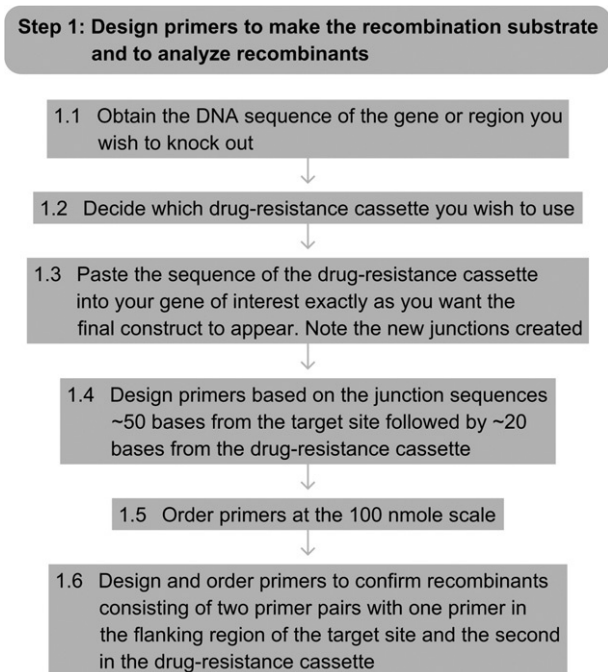 Step 1: Design primers to make the recombination substrate
and to analyze recombinants
1.1 Obtain the DNA sequence of the gene or region you
wish to knock out
1.2 Decide which drug-resistance cassette you wish to use
1.3 Paste the sequence of the drug-resistance cassette
into your gene of interest exactly as you want the
final construct to appear. Note the new junctions created
1.4 Design primers based on the junction sequences
~50 bases from the target site followed by ~20
bases from the drug-resistance cassette
1.5 Order primers at the 100 nmole scale
1.6 Design and order primers to confirm recombinants
consisting of two primer pairs with one primer in
the flanking region of the target site and the second
in the drug-resistance cassette